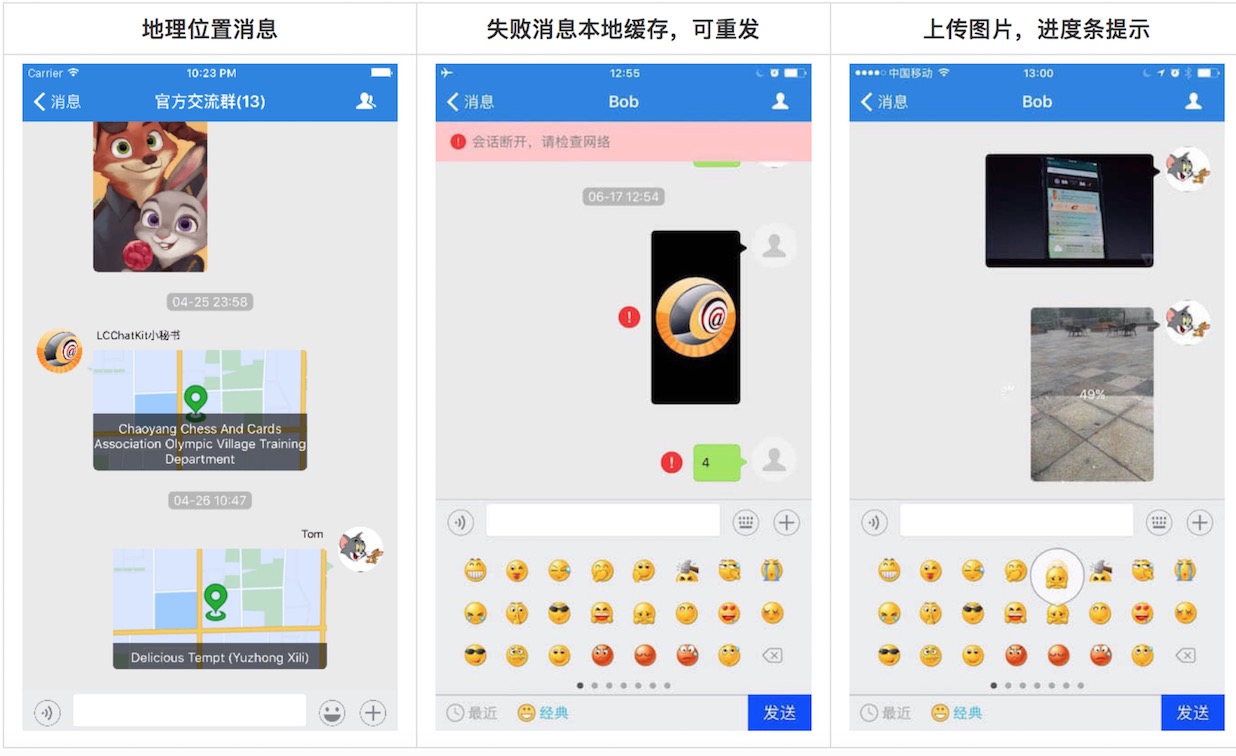 地理位置消息
失败消息本地缓存，可重发
上传图片，进度条提示
Carrier
10:23 PM
消息
官方交流群(13)
04-25 23:58
LCChatKit小秘书
Chaoyang Chess And Cards
Association Olympic Village Training
Department
04-26 10:47
Tom
Delicious Tempt (Yuzhong Xili)
12:55
消息
Bob
会话断开，请检查网络
06-17 12:54
4
最近
经典
发送
中国移动
13:00
消息
Bob
49%
最近
经典
发送